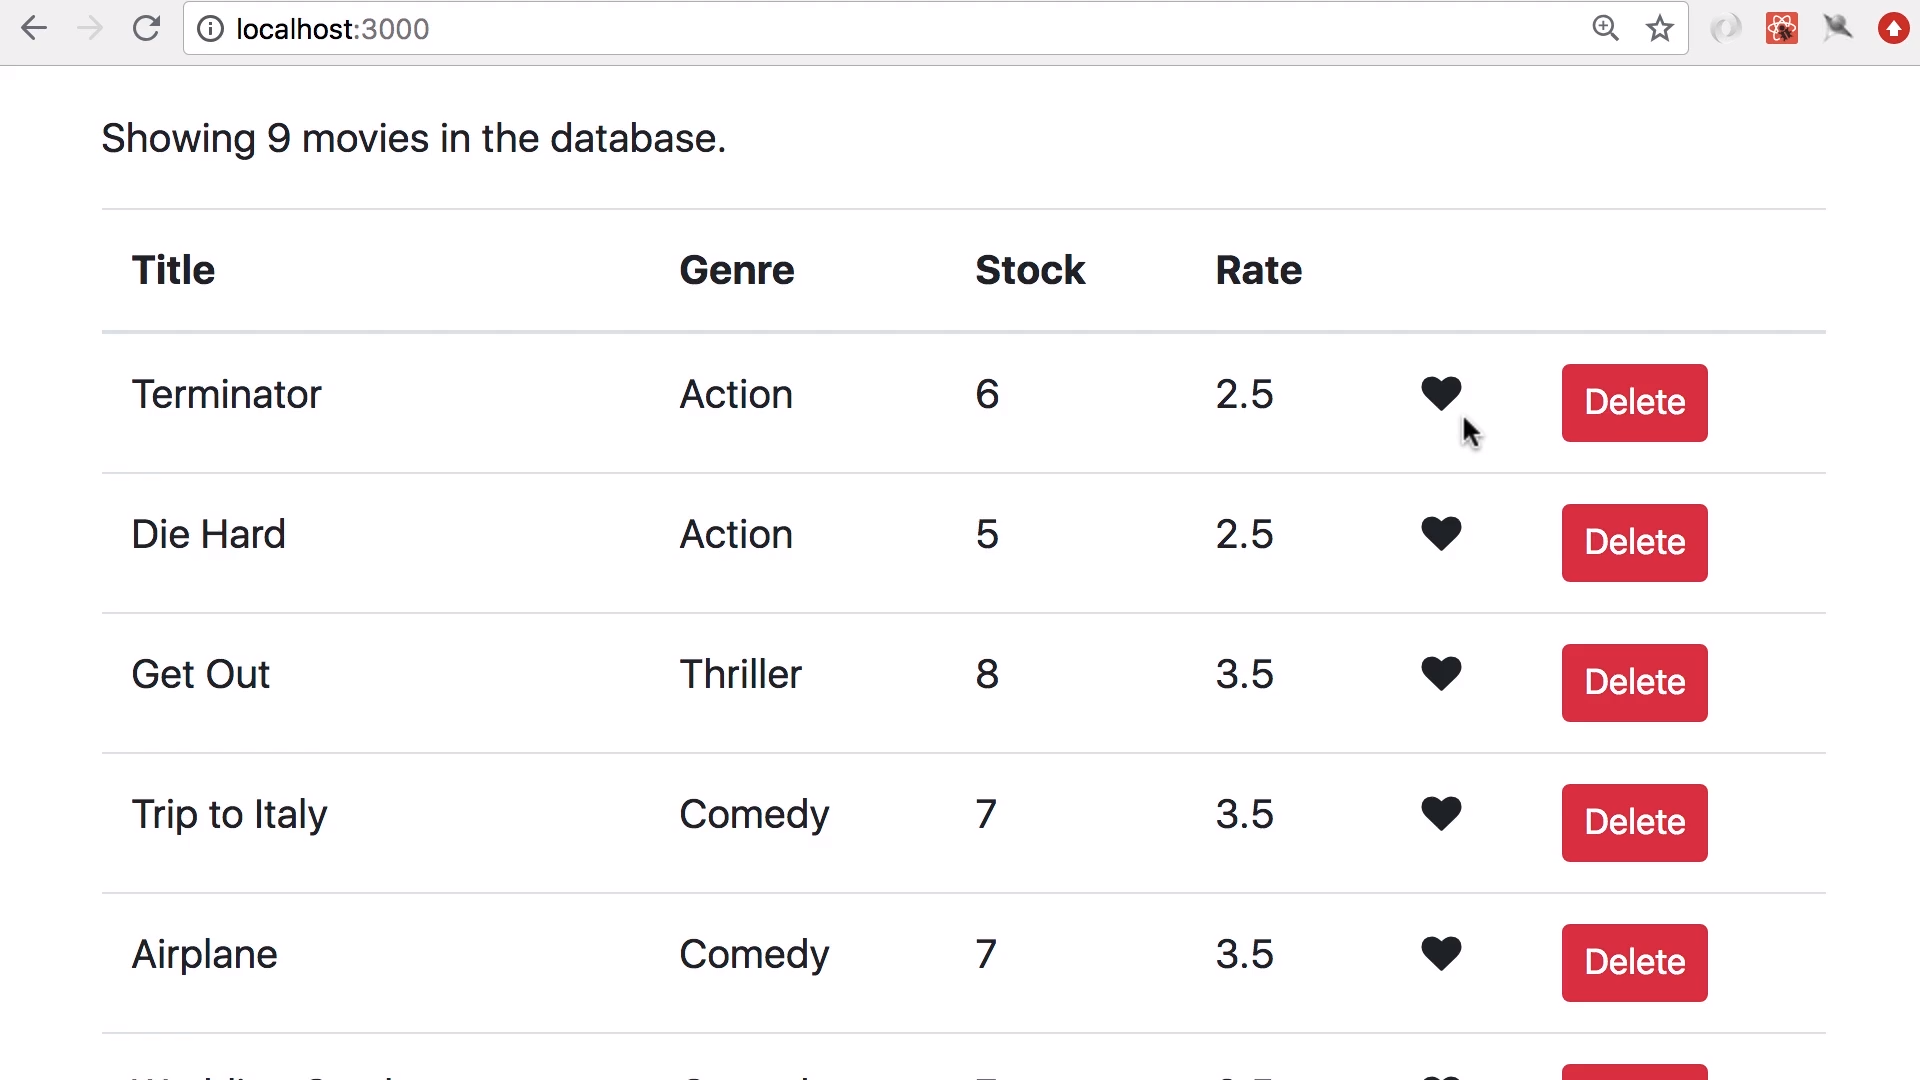 localhost:3000
Showing 9 movies in the database.
Title Genre Stock Rate
Terminator Action 6 2.5 Delete
Die Hard Action 5 2.5 Delete
Get Out Thriller 8 3.5 Delete
Trip to Italy Comedy 7 3.5 Delete
Airplane Comedy 7 3.5 Delete